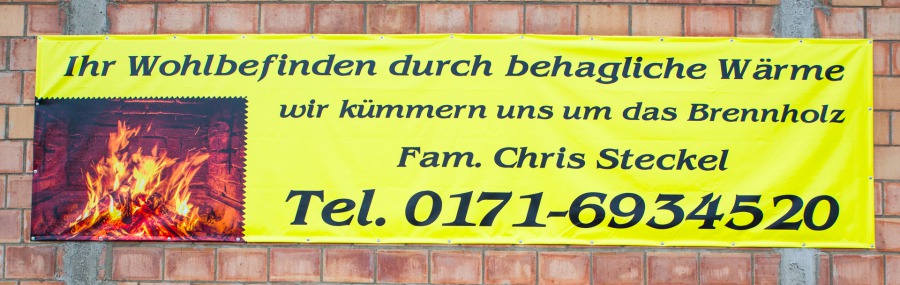 Ihr Wohlbefinden durch behagliche Wärme
wir kümmern uns um das Brennholz
Fam. Chris Steckel
Tel. 0171-6934520